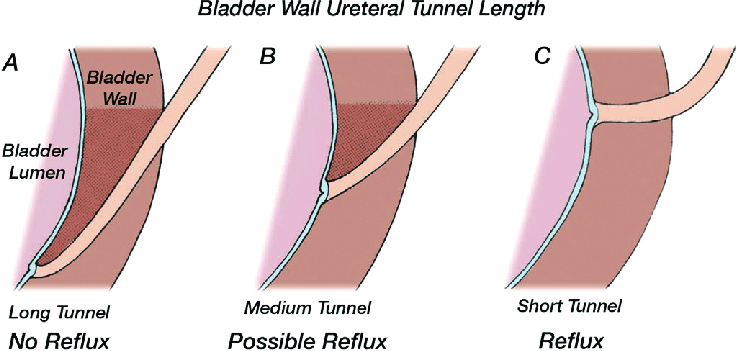 Bladder Wall Ureteral Tunnel Length
A
Bladder
Wall
Bladder
Lumen
Long Tunnel
No Reflux
B
Medium Tunnel
Possible Reflux
C
Short Tunnel
Reflux